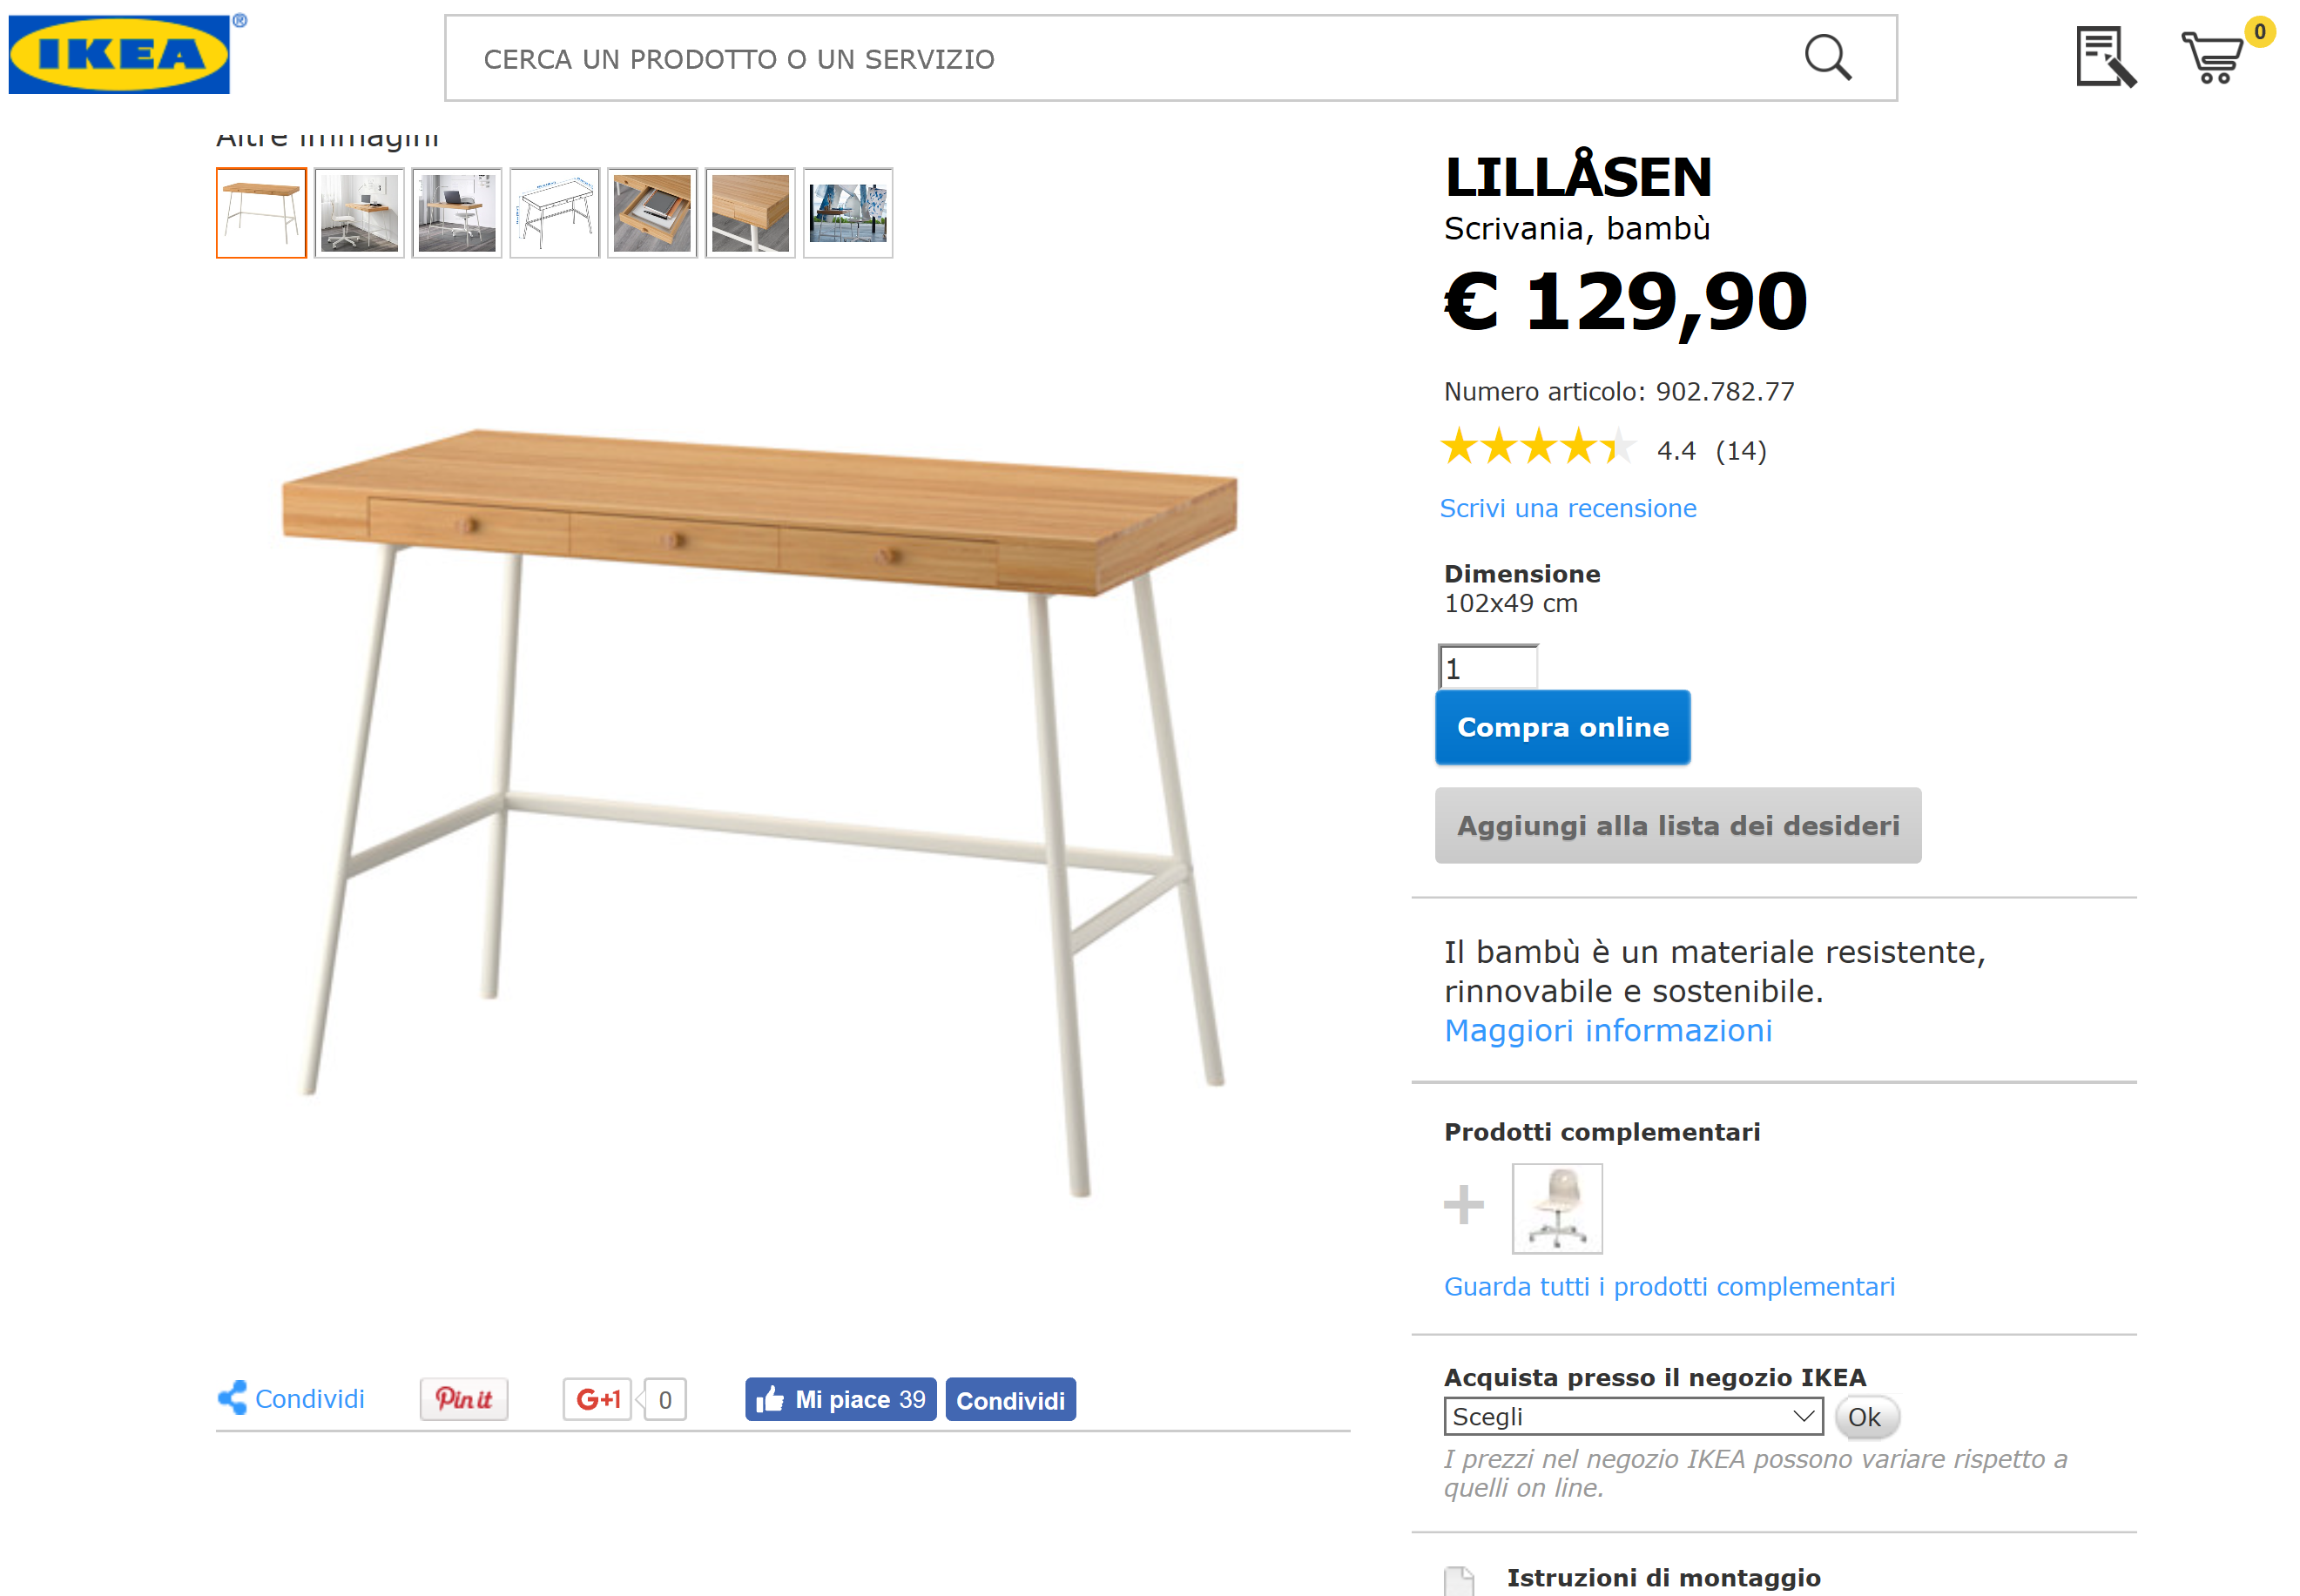 IKEA®
CERCA UN PRODOTTO O UN SERVIZIO
0
Altre immagini
LILLÅSEN
Scrivania, bambù
€ 129,90
Numero articolo: 902.782.77
4.4 (14)
Scrivi una recensione
Dimensione
102x49 cm
1
Compra online
Aggiungi alla lista dei desideri
Il bambù è un materiale resistente,
rinnovabile e sostenibile.
Maggiori informazioni
Prodotti complementari
Guarda tutti i prodotti complementari
Condividi
Pin it
G+1
0
Mi piace 39
Condividi
Acquista presso il negozio IKEA
Scegli
Ok
I prezzi nel negozio IKEA possono variare rispetto a
quelli on line.
Istruzioni di montaggio